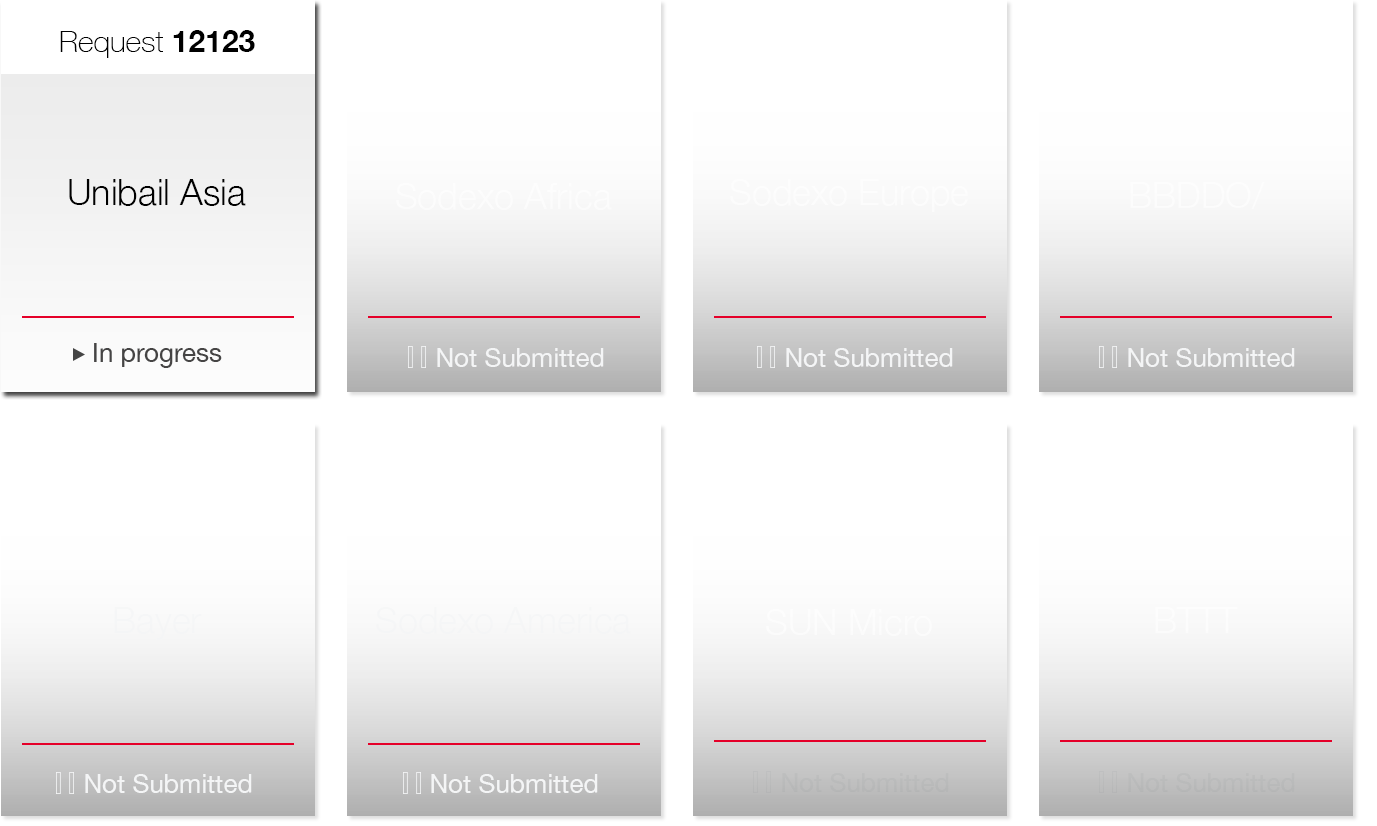 Request 12123
Unibail Asia
▸ In progress
Sodexo Africa
Not Submitted
Sodexo Europe
Not Submitted
BBDDO/
Not Submitted
Bayer
Not Submitted
Sodexo America
Not Submitted
SUN Micro
Not Submitted
BTTT
Not Submitted